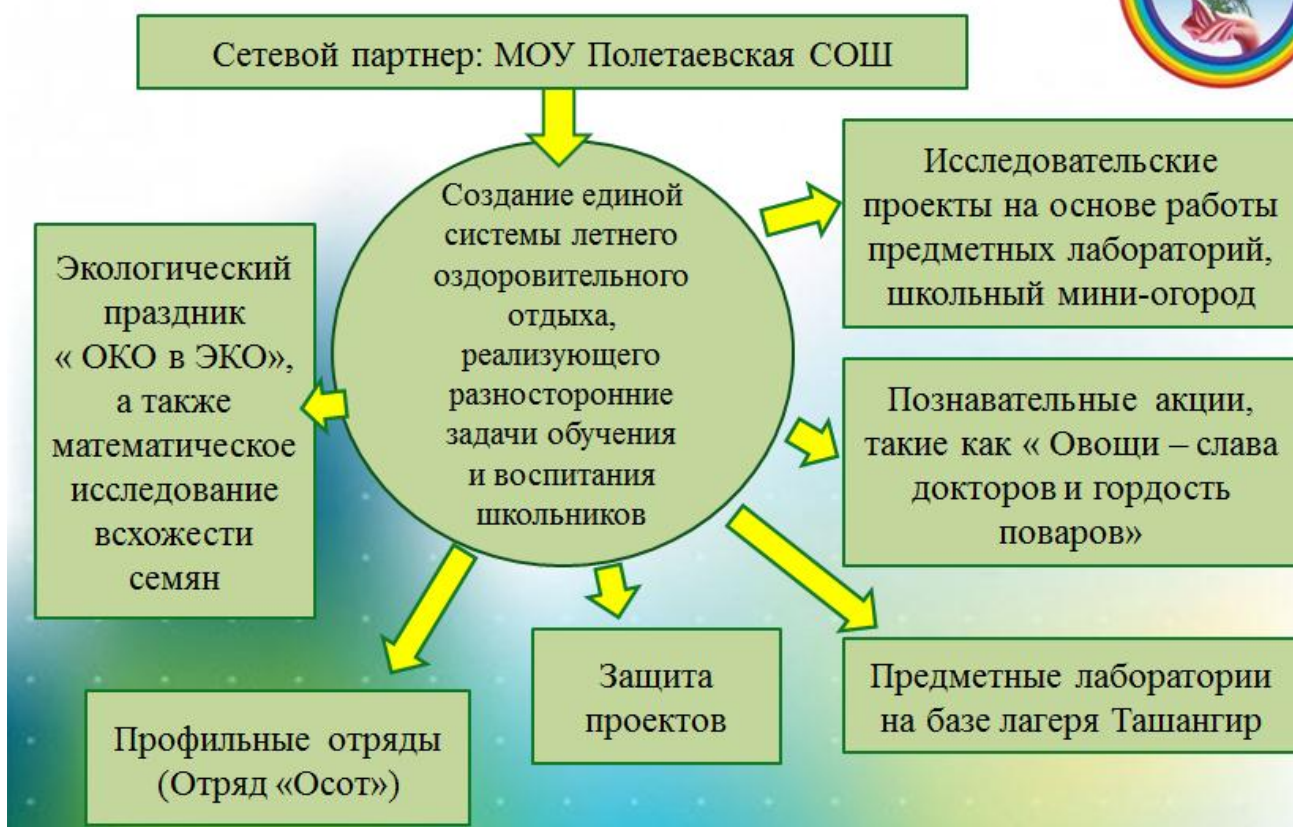 Сетевой партнер: МОУ Полетаевская СОШ
Создание единой
системы летнего
оздоровительного
отдыха,
реализующего
разносторонние
задачи обучения
и воспитания
школьников
Исследовательские
проекты на основе работы
предметных лабораторий,
школьный мини-огород
Экологический
праздник
« ОКО в ЭКО»,
а также
математическое
исследование
всхожести
семян
Познавательные акции,
такие как « Овощи – слава
докторов и гордость
поваров»
Защита
проектов
Предметные лаборатории
на базе лагеря Ташангир
Профильные отряды
(Отряд «Осот»)